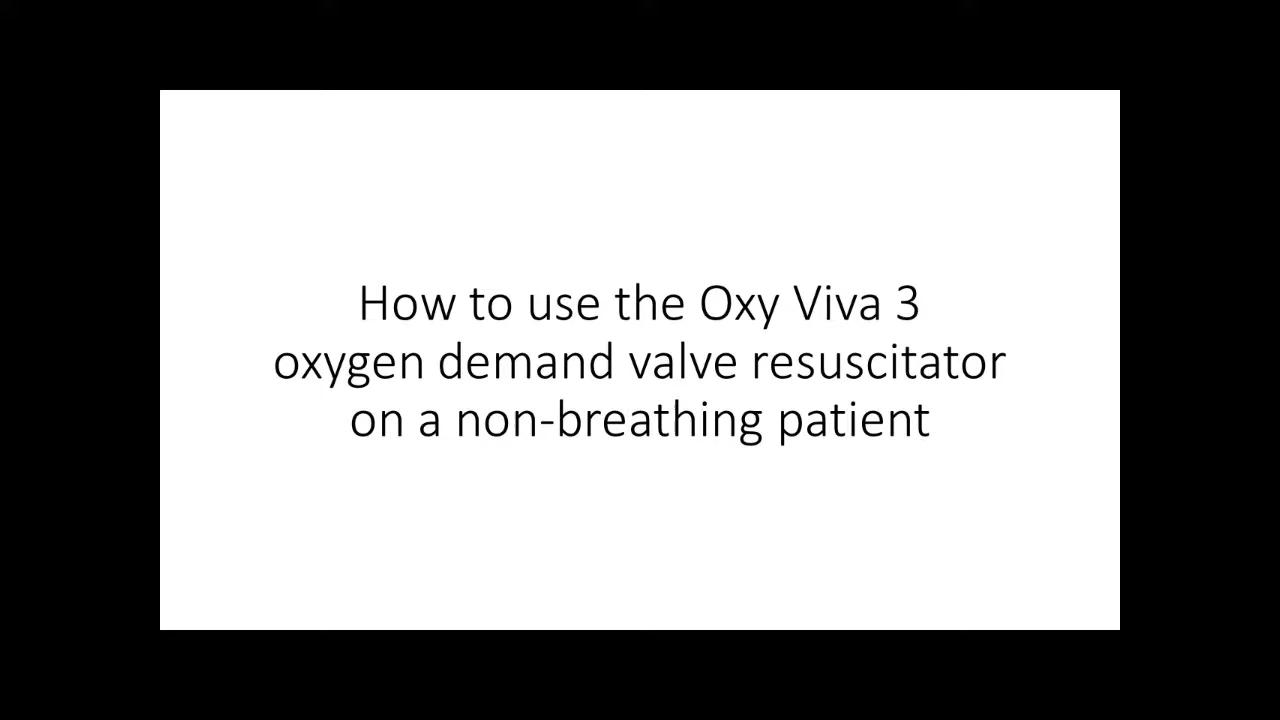 How to use the Oxy Viva 3
oxygen demand valve resuscitator
on a non-breathing patient